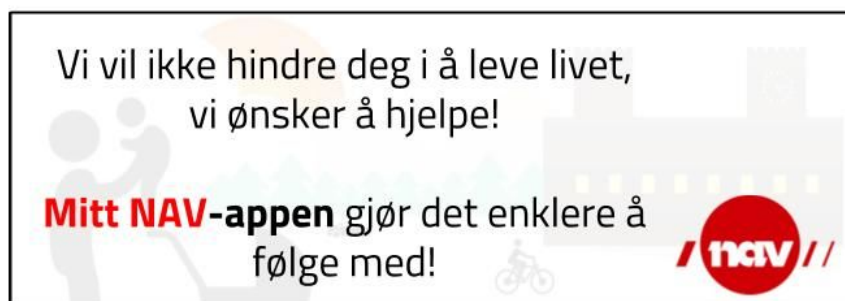 Vi vil ikke hindre deg i å leve livet,
vi ønsker å hjelpe!
Mitt NAV-appen gjør det enklere å
følge med!
nav